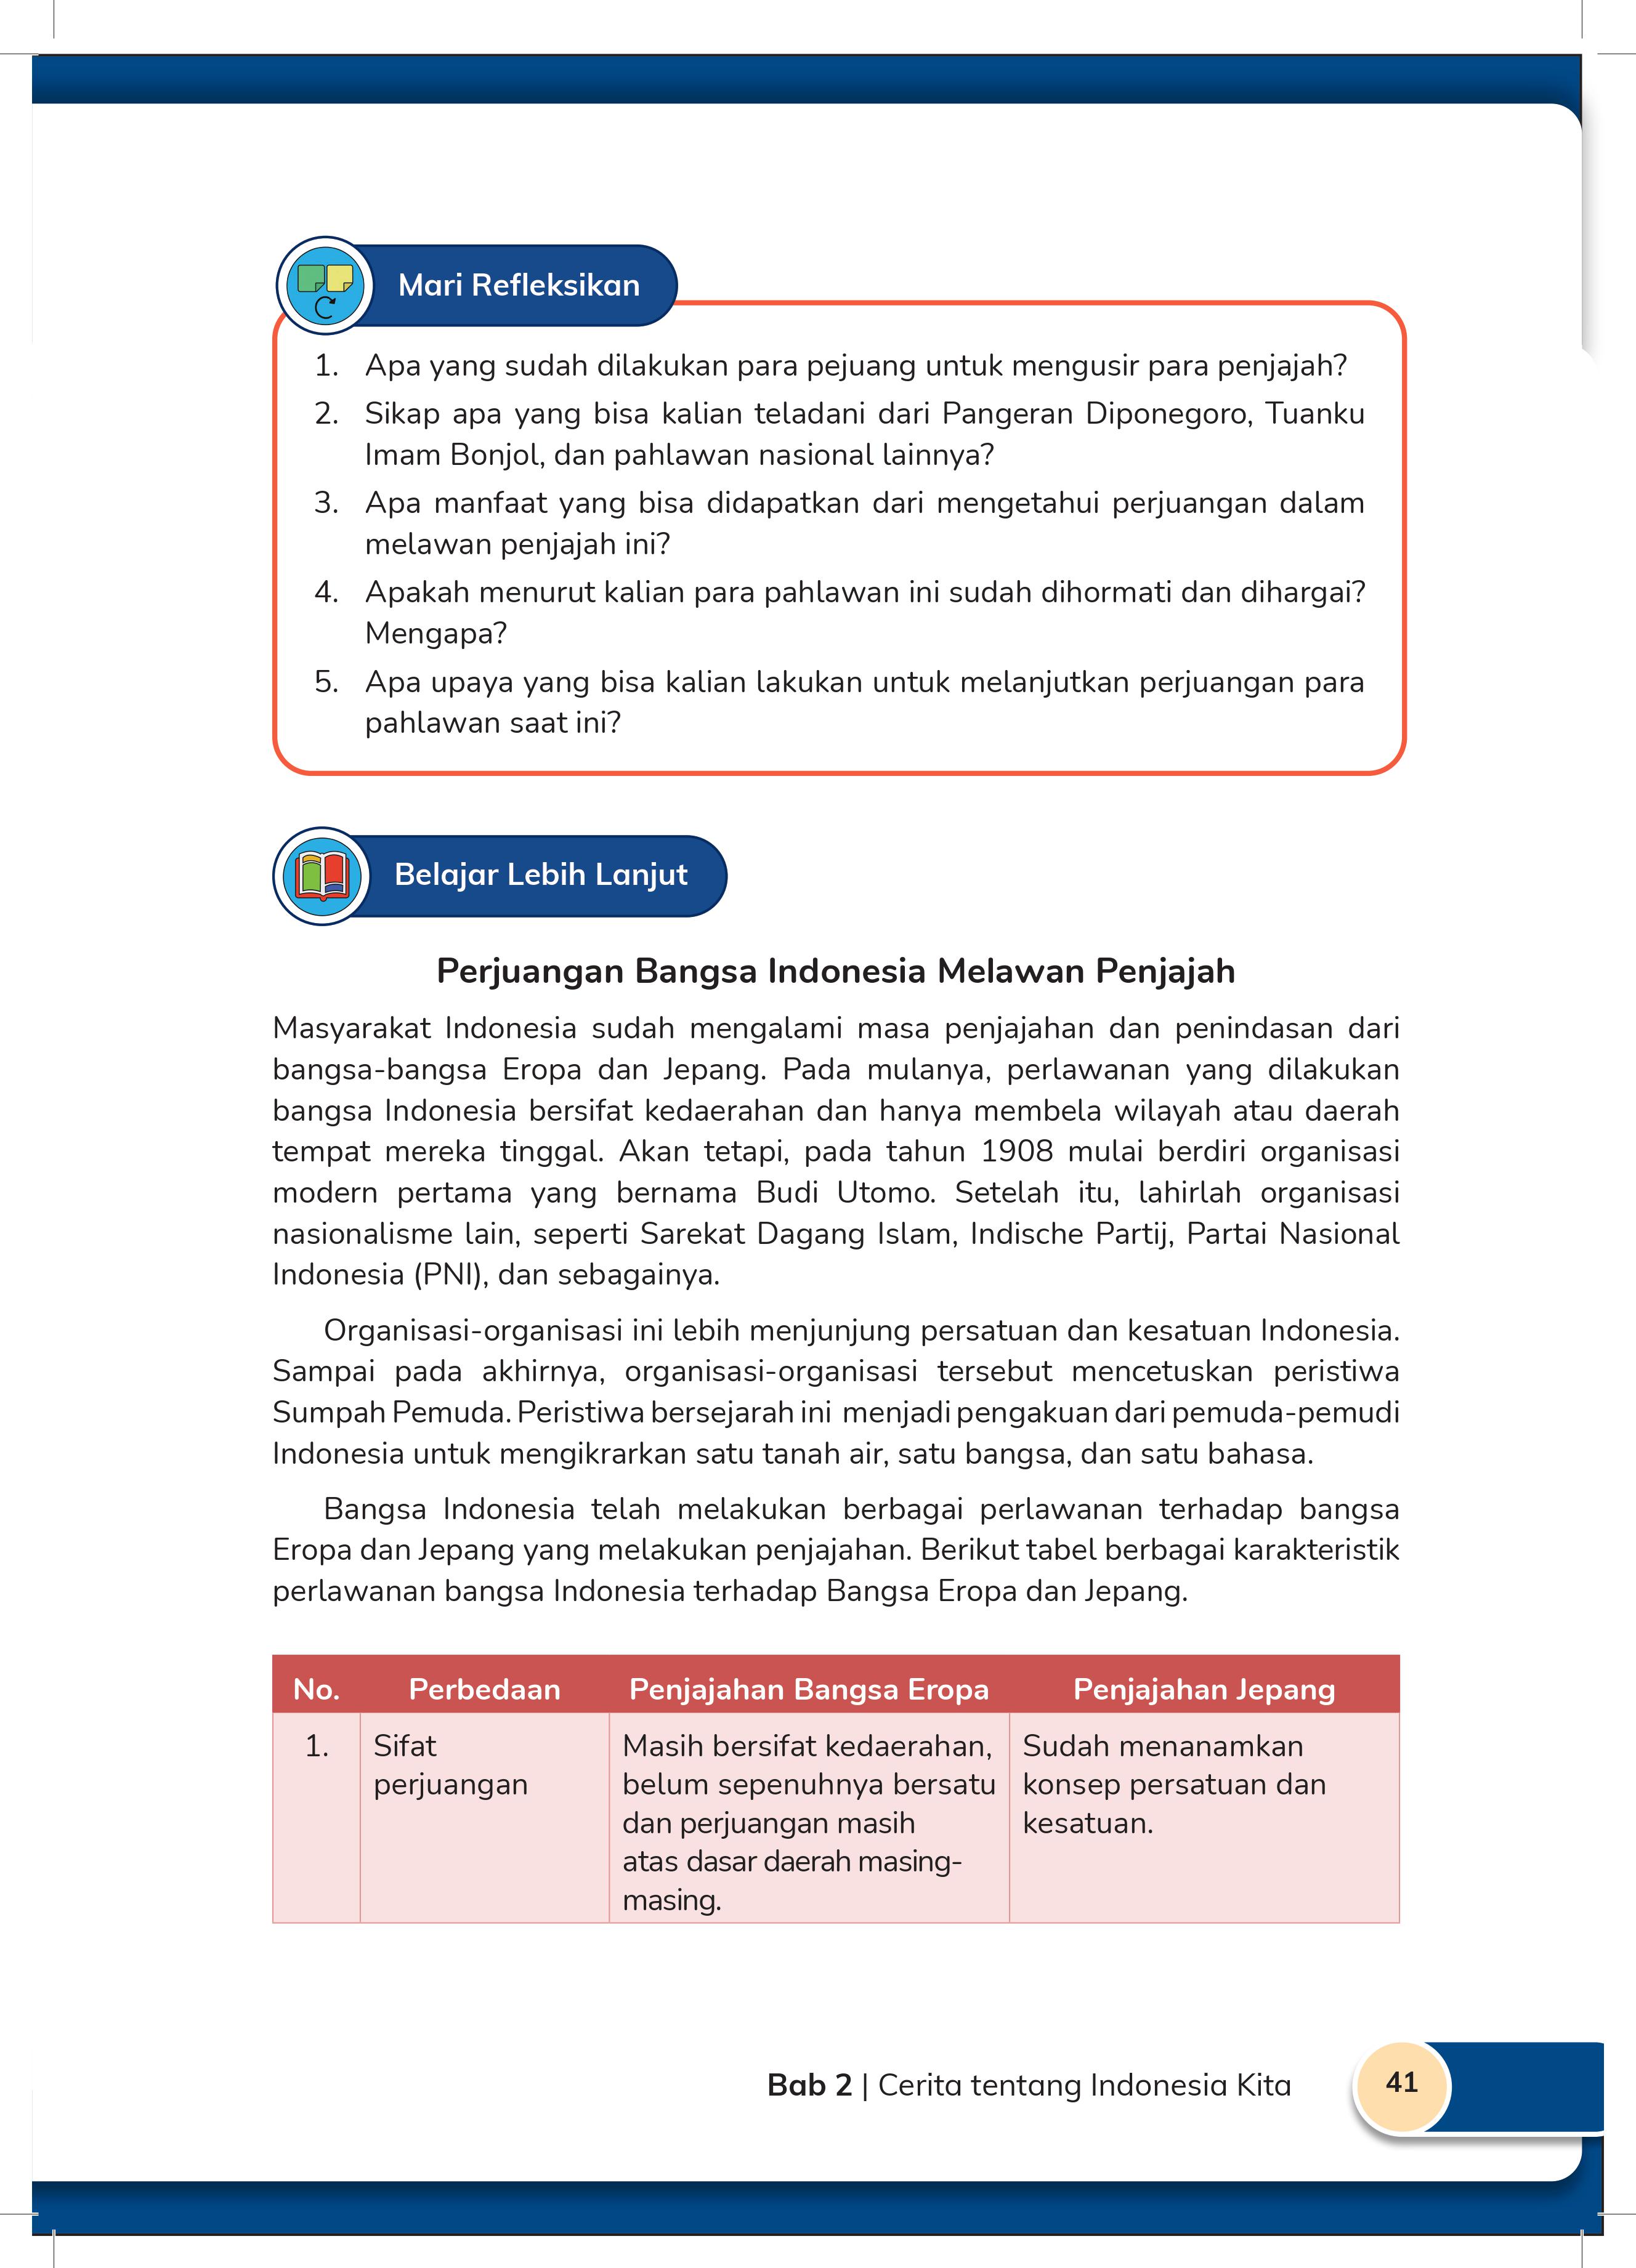 Mari Refleksikan
1. Apa yang sudah dilakukan para pejuang untuk mengusir para penjajah?
2. Sikap apa yang bisa kalian teladani dari Pangeran Diponegoro, Tuanku
Imam Bonjol, dan pahlawan nasional lainnya?
3. Apa manfaat yang bisa didapatkan dari mengetahui perjuangan dalam
melawan penjajah ini?
4. Apakah menurut kalian para pahlawan ini sudah dihormati dan dihargai?
Mengapa?
5. Apa upaya yang bisa kalian lakukan untuk melanjutkan perjuangan para
pahlawan saat ini?
Belajar Lebih Lanjut
Perjuangan Bangsa Indonesia Melawan Penjajah
Masyarakat Indonesia sudah mengalami masa penjajahan dan penindasan dari
bangsa-bangsa Eropa dan Jepang. Pada mulanya, perlawanan yang dilakukan
bangsa Indonesia bersifat kedaerahan dan hanya membela wilayah atau daerah
tempat mereka tinggal. Akan tetapi, pada tahun 1908 mulai berdiri organisasi
modern pertama yang bernama Budi Utomo. Setelah itu, lahirlah organisasi
nasionalisme lain, seperti Sarekat Dagang Islam, Indische Partij, Partai Nasional
Indonesia (PNI), dan sebagainya.
Organisasi-organisasi ini lebih menjunjung persatuan dan kesatuan Indonesia.
Sampai pada akhirnya, organisasi-organisasi tersebut mencetuskan peristiwa
Sumpah Pemuda. Peristiwa bersejarah ini menjadi pengakuan dari pemuda-pemudi
Indonesia untuk mengikrarkan satu tanah air, satu bangsa, dan satu bahasa.
Bangsa Indonesia telah melakukan berbagai perlawanan terhadap bangsa
Eropa dan Jepang yang melakukan penjajahan. Berikut tabel berbagai karakteristik
perlawanan bangsa Indonesia terhadap Bangsa Eropa dan Jepang.
No. Perbedaan Penjajahan Bangsa Eropa Penjajahan Jepang
1. Sifat Masih bersifat kedaerahan, Sudah menanamkan
perjuangan belum sepenuhnya bersatu konsep persatuan dan
dan perjuangan masih kesatuan.
atas dasar daerah masing-
masing.
Bab 2 | Cerita tentang Indonesia Kita 41